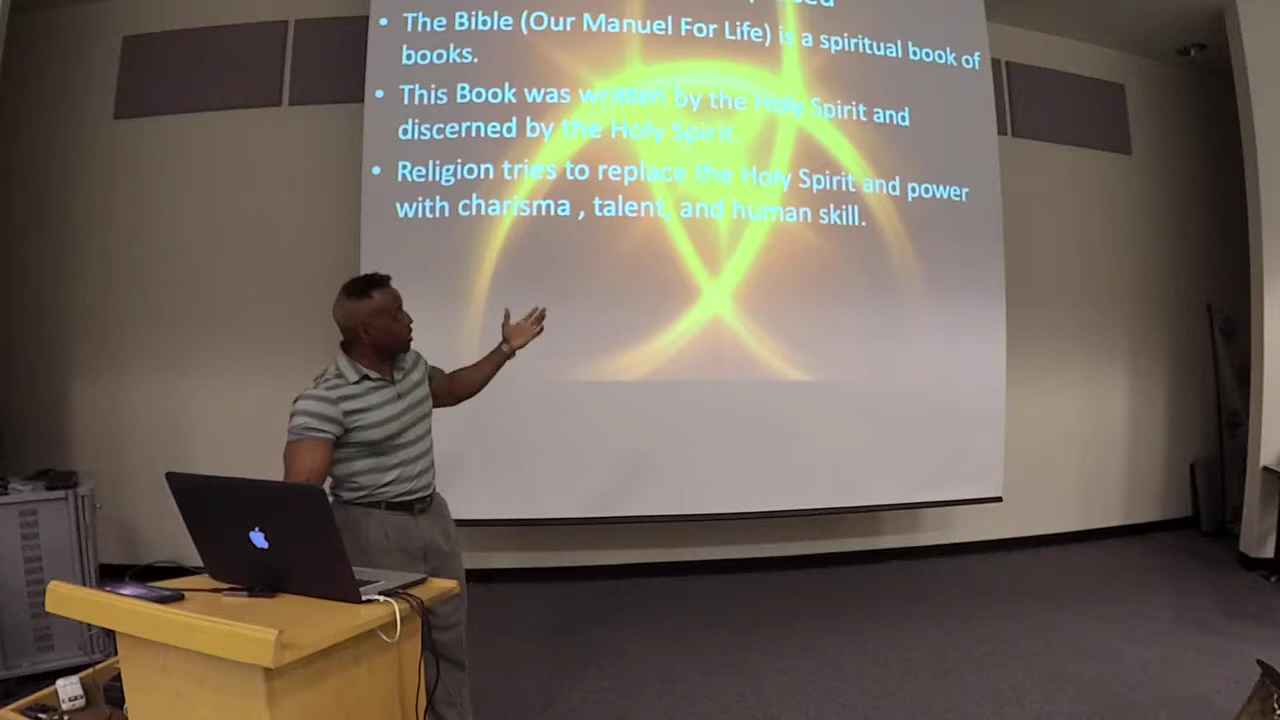 • The Bible (Our Manuel For Life) is a spiritual book of
books.
• This Book was written by the Holy Spirit and
discerned by the Holy Spirit.
• Religion tries to replace the Holy Spirit and power
with charisma , talent, and human skill.